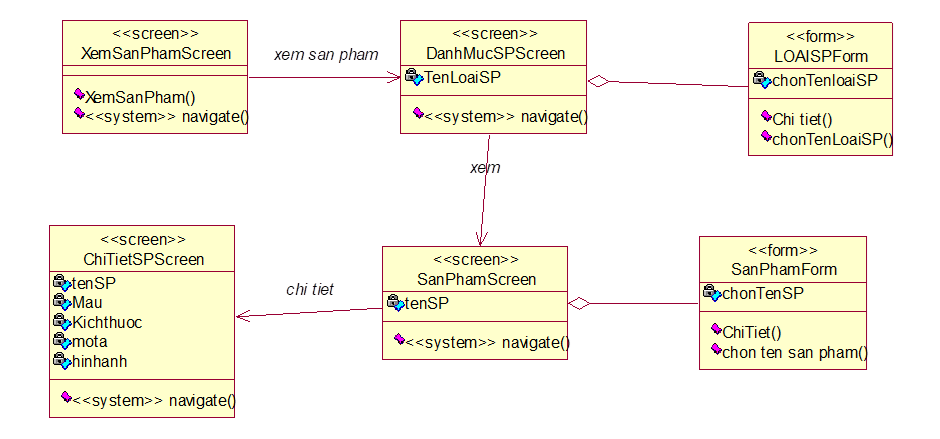 <<screen>>
XemSanPhamScreen
XemSanPham()
<<system>> navigate()
xem san pham
<<screen>>
DanhMucSPScreen
TenLoaiSP
<<system>> navigate()
<<form>>
LOAISPForm
chonTenloaiSP
Chi tiet()
chonTenLoaiSP()
xem
<<screen>>
ChiTietSPScreen
tenSP
Mau
Kichthuoc
mota
hinhanh
<<system>> navigate()
chi tiet
<<screen>>
SanPhamScreen
tenSP
<<system>> navigate()
<<form>>
SanPhamForm
chonTenSP
ChiTiet()
chon ten san pham()